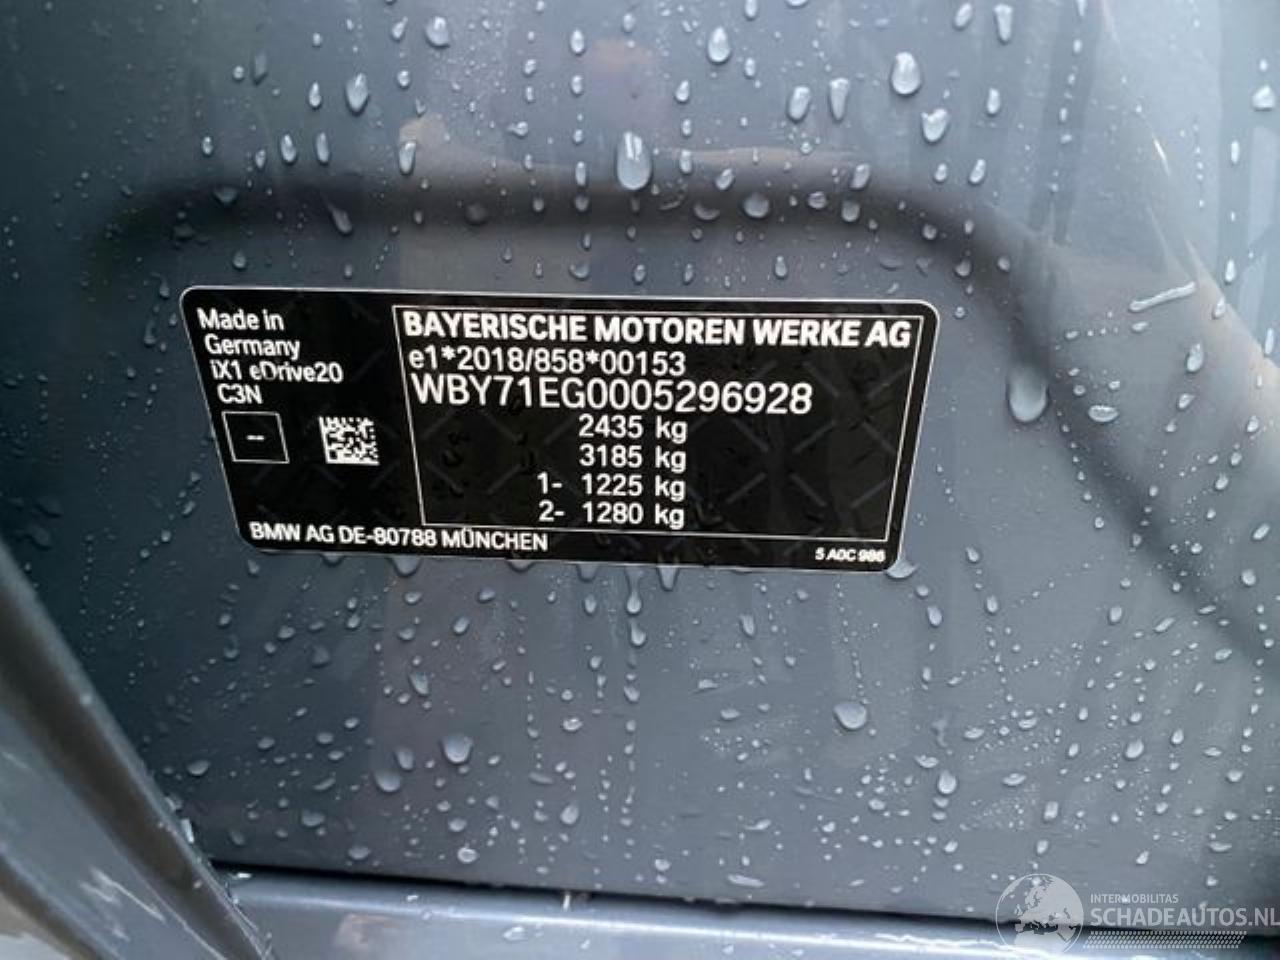 Made in
Germany
iX1 eDrive20
C3N
--
BAYERISCHE MOTOREN WERKE AG
e1*2018/858*00153
WBY71EG0005296928
2435 kg
3185 kg
1- 1225 kg
2- 1280 kg
BMW AG DE-80788 MÜNCHEN
5 A0C 986
INTERMOBILITAS
SCHADEAUTOS.NL